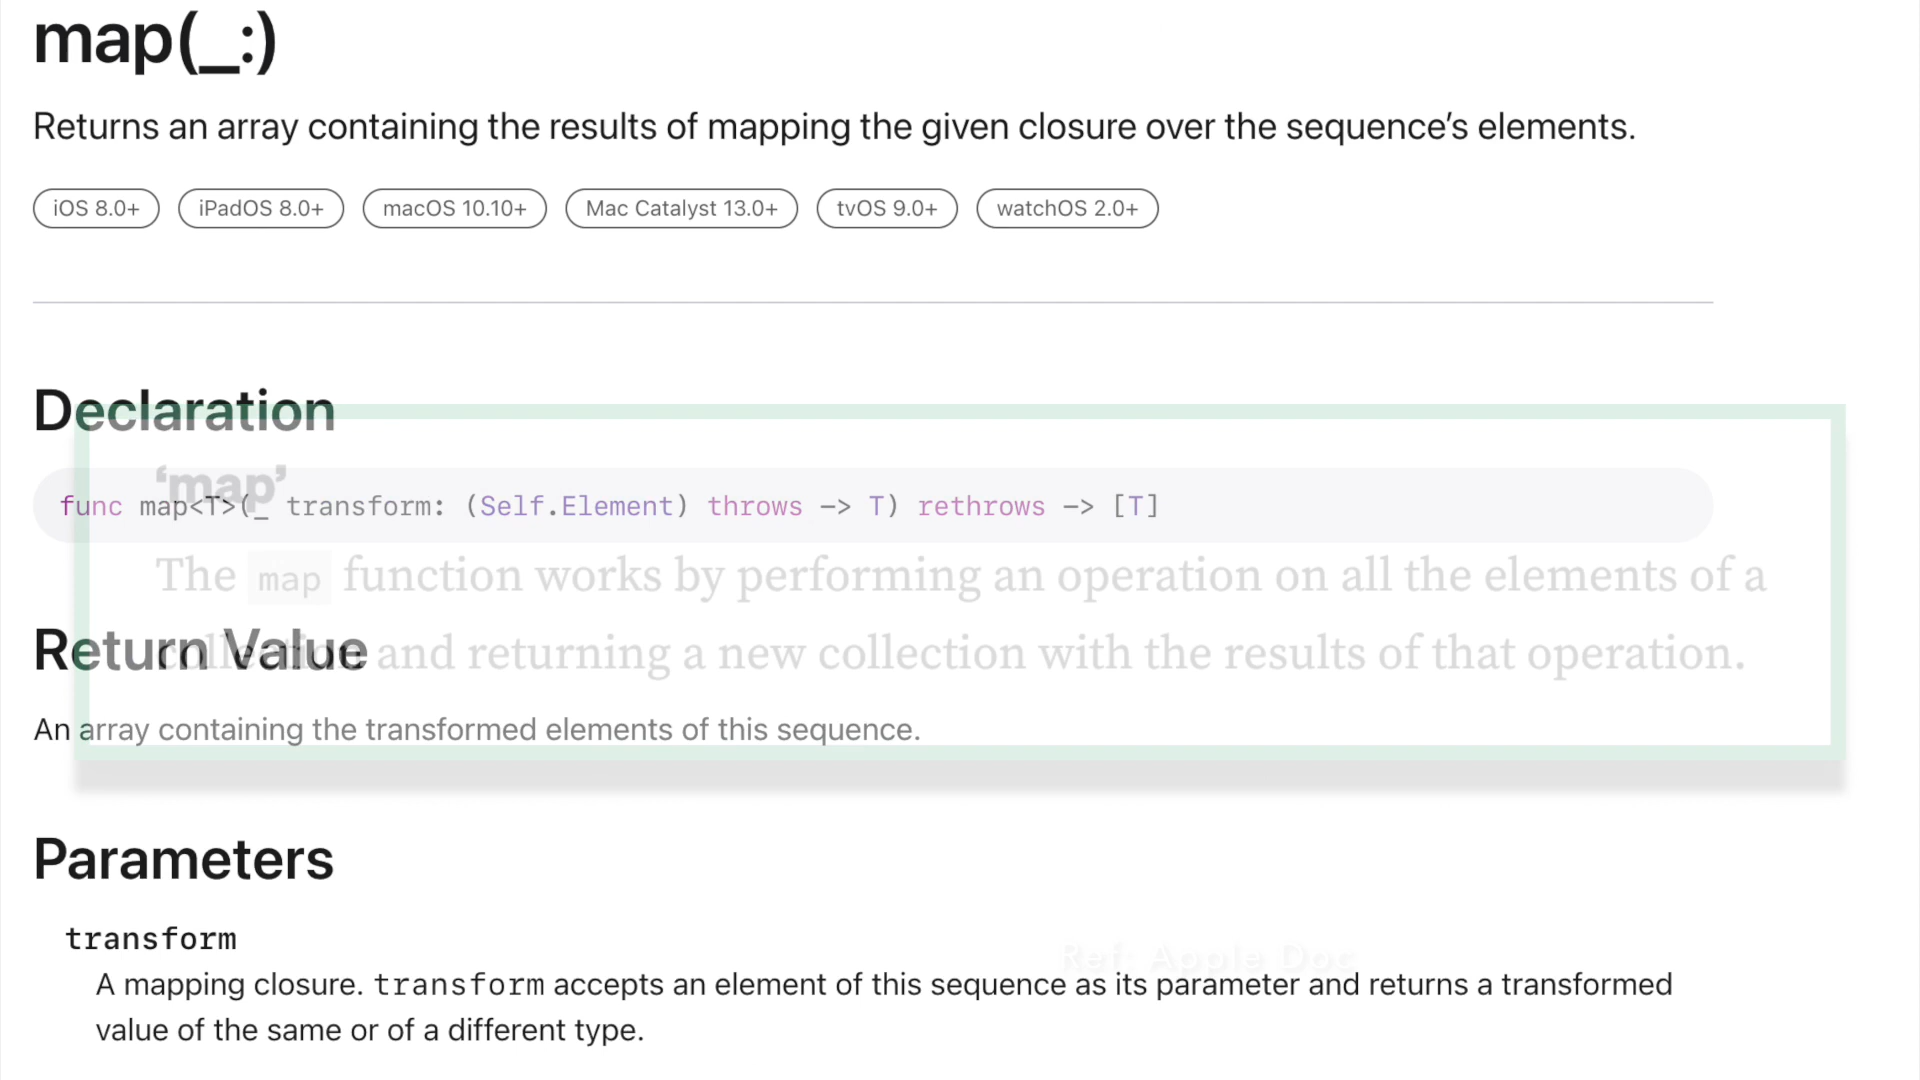 map(_:)
Returns an array containing the results of mapping the given closure over the sequence’s elements.
iOS 8.0+ iPadOS 8.0+ macOS 10.10+ Mac Catalyst 13.0+ tvOS 9.0+ watchOS 2.0+
Declaration
‘map’
func map<T>(_ transform: (Self.Element) throws -> T) rethrows -> [T]
The map function works by performing an operation on all the elements of a
Return Value
collection and returning a new collection with the results of that operation.
An array containing the transformed elements of this sequence.
Parameters
transform
Ref: Apple Doc
A mapping closure. transform accepts an element of this sequence as its parameter and returns a transformed
value of the same or of a different type.